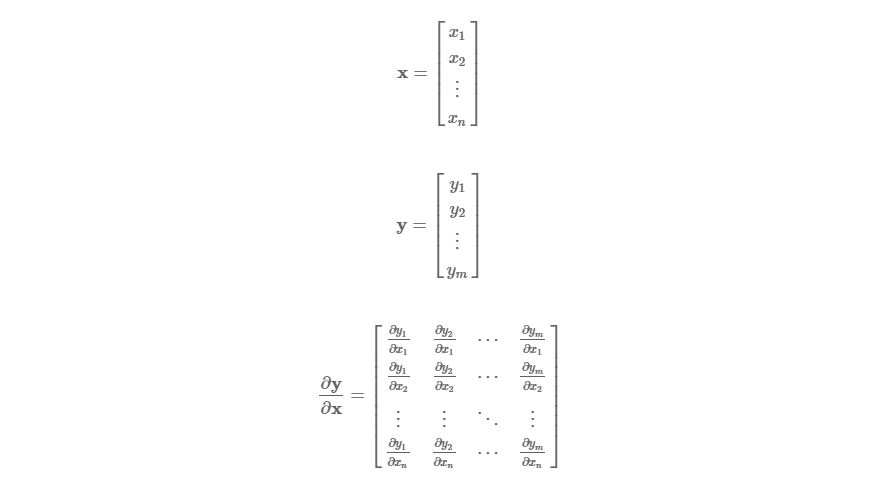 \mathbf{x} = \begin{bmatrix} x_1 \\ x_2 \\ \vdots \\ x_n \end{bmatrix}
\mathbf{y} = \begin{bmatrix} y_1 \\ y_2 \\ \vdots \\ y_m \end{bmatrix}
\frac{\partial \mathbf{y}}{\partial \mathbf{x}} = \begin{bmatrix} \frac{\partial y_1}{\partial x_1} & \frac{\partial y_2}{\partial x_1} & \cdots & \frac{\partial y_m}{\partial x_1} \\ \frac{\partial y_1}{\partial x_2} & \frac{\partial y_2}{\partial x_2} & \cdots & \frac{\partial y_m}{\partial x_2} \\ \vdots & \vdots & \ddots & \vdots \\ \frac{\partial y_1}{\partial x_n} & \frac{\partial y_2}{\partial x_n} & \cdots & \frac{\partial y_m}{\partial x_n} \end{bmatrix}